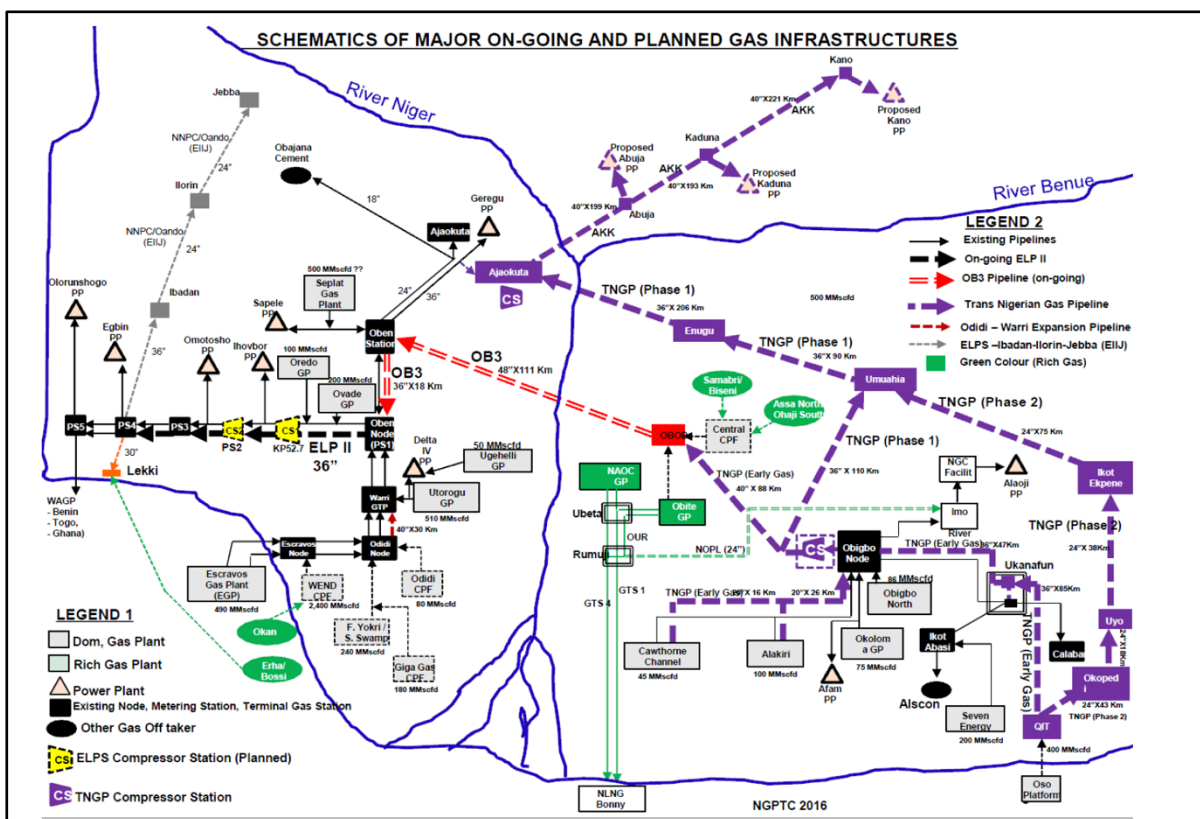 SCHEMATICS OF MAJOR ON-GOING AND PLANNED GAS INFRASTRUCTURES
River Niger
River Benue
Jebba
NNPC/Oando
(EIIJ)
24"
Ilorin
NNPC/Oando
(EIIJ)
24"
Ibadan
36"
Obajana
Cement
18"
Geregu
PP
Ajaokuta
24"
36"
Kano
40"X221 Km
AKK
Proposed
Kano
PP
Kaduna
Proposed
Abuja
PP
AKK
40"X193 Km
Proposed
Kaduna
PP
40"X199 Km
Abuja
AKK
Ajaokuta
CS
TNGP (Phase 1)
36"X 206 Km
500 MMscfd
Enugu
TNGP (Phase 1)
36"X 90 Km
Umuahia
TNGP (Phase 2)
24"X75 Km
TNGP (Phase 1)
36" X 110 Km
LEGEND 2
Existing Pipelines
On-going ELP II
OB3 Pipeline (on-going)
Trans Nigerian Gas Pipeline
Odidi – Warri Expansion Pipeline
ELPS –Ibadan-Ilorin-Jebba (EIIJ)
Green Colour (Rich Gas)
Olorunshogo
PP
Egbin
PP
Omotosho
PP
Ihovbor
PP
Sapele
PP
500 MMscfd ??
Seplat
Gas
Plant
Oben
Station
100 MMscfd
Oredo
GP
200 MMscfd
Ovade
GP
OB3
36"X18 Km
OB3
48"X111 Km
PS5
PS4
PS3
CS2
PS2
CS
KP52.7
ELP II
36"
Oben
Node
(PS1)
30"
Lekki
WAGP
- Benin
- Togo,
- Ghana)
Delta
IV
PP
50 MMscfd
Ugehelli
GP
Utorogu
GP
510 MMscfd
Warri
GTP
40"X30 Km
Escravos
Node
Odidi
Node
Escravos
Gas Plant
(EGP)
490 MMscfd
WEND
CPF
2,400 MMscfd
Odidi
CPF
80 MMscfd
Okan
F. Yokri /
S. Swamp
240 MMscfd
Giga Gas
CPF
180 MMscfd
Erha/
Bossi
LEGEND 1
Dom, Gas Plant
Rich Gas Plant
Power Plant
Existing Node, Metering Station, Terminal Gas Station
Other Gas Off taker
CS
ELPS Compressor Station (Planned)
CS
TNGP Compressor Station
Samabri/
Biseni
Assa North
Ohaji South
Central
CPF
NAOC
GP
Obite
GP
Ubeta
OUR
Rumuji
GTS 4
GTS 1
NOPL (24")
NLNG
Bonny
NGPTC 2016
TNGP (Early Gas)
40" X 88 Km
CS
Obigbo
Node
NGC
Facilit
Alaoji
PP
Imo
River
TNGP (Early Gas)
36"X47Km
Ukanafun
36"X85Km
TNGP (Early Gas)
TNGP (Early Gas)
20"X 26 Km
86 MMscfd
Obigbo
North
Cawthorne
Channel
45 MMscfd
Alakiri
100 MMscfd
Afam
PP
Okolom
a GP
75 MMscfd
Ikot
Abasi
Alscon
Calabar
Seven
Energy
200 MMscfd
Ikot
Ekpene
TNGP (Phase 2)
24"X 38Km
Uyo
Okoped
i
24"X43 Km
TNGP (Phase 2)
QIT
400 MMscfd
Oso
Platform